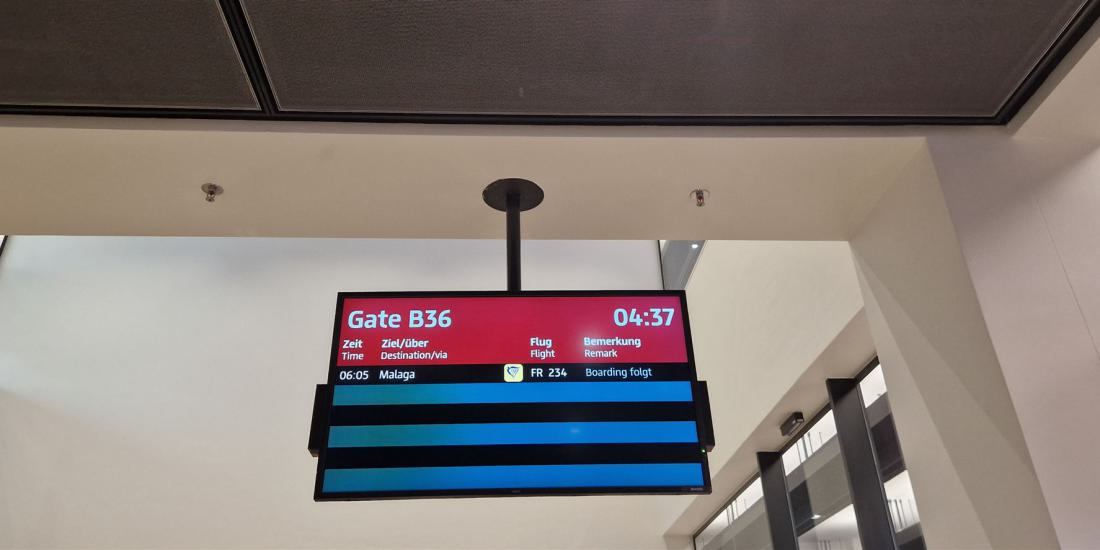 Gate B36 04:37
Zeit Ziel/über Flug Bemerkung
Time Destination/via Flight Remark
06:05 Malaga FR 234 Boarding folgt